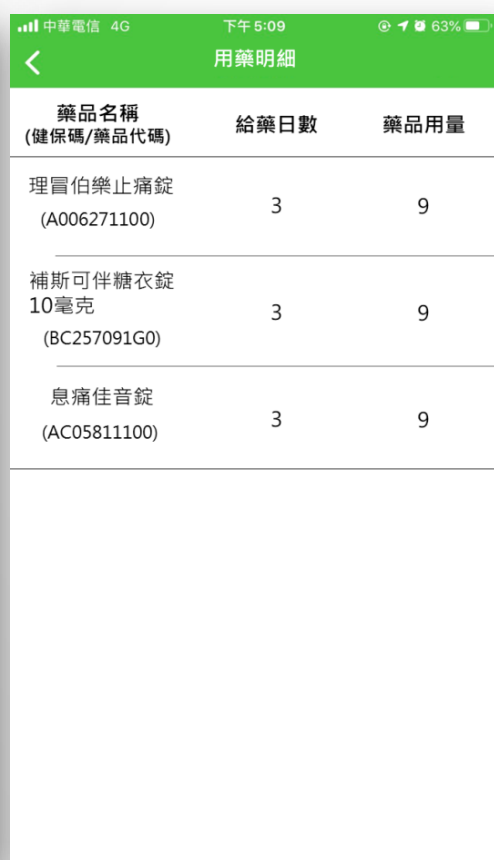 中華電信 4G 下午5:09 63%
用藥明細
藥品名稱 給藥日數 藥品用量
(健保碼/藥品代碼)
理冒伯樂止痛錠
(A006271100) 3 9
補斯可伴糖衣錠
10毫克 3 9
(BC257091G0)
息痛佳音錠
(AC05811100) 3 9